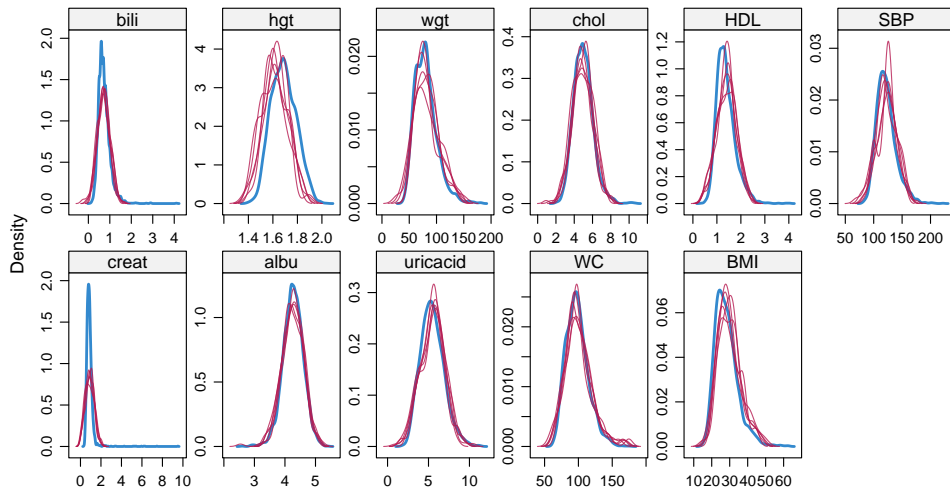 bili hgt wgt chol HDL SBP
0.0 0.5 1.0 1.5 2.0
0 1 2 3 4
0.000 0.010 0.020
0.0 0.1 0.2 0.3 0.4
0.0 0.2 0.4 0.6 0.8 1.0 1.2
0.00 0.01 0.02 0.03
0 1 2 3 4
1.4 1.6 1.8 2.0
0 50 100 150 200
0 2 4 6 8 10
0 1 2 3 4
50 100 150 200
Density
creat albu uricacid WC BMI
0.0 0.5 1.0 1.5 2.0
0.0 0.5 1.0
0.0 0.1 0.2 0.3
0.000 0.010 0.020
0.00 0.02 0.04 0.06
0 2 4 6 8 10
3 4 5
0 5 10
50 100 150
10 20 30 40 50 60